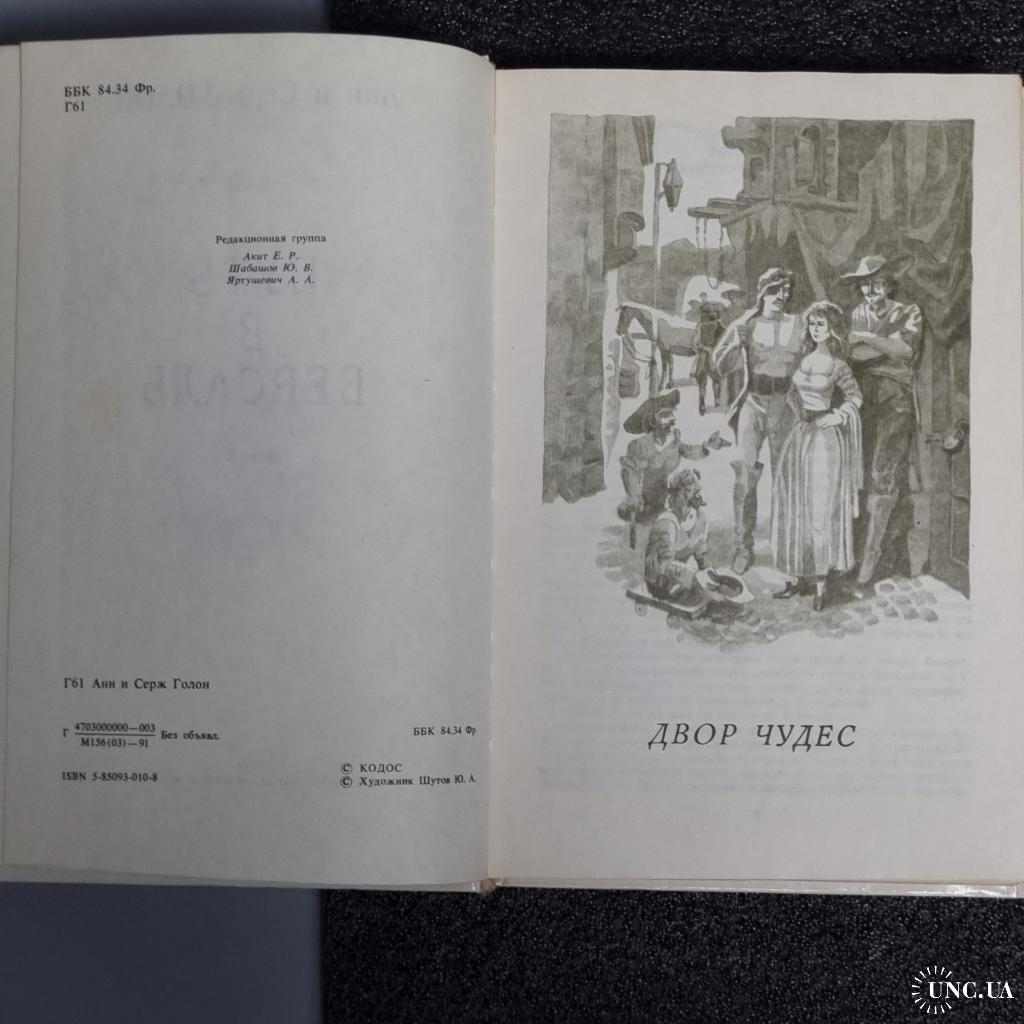 ББК 84.34 Фр.
Г61
Редакционная группа
Акит Е. Р.
Шабашов Ю. В.
Яртушевич А. А.
В
ВЕРСАЛЬ
Г61 Анн и Серж Голон
Г 4703000000—003
М156(03)—91 Без объявл.
ББК 84.34 Фр.
ISBN 5-85093-010-8
© КОДОС
© Художник Шутов Ю. А.
ДВОР ЧУДЕС
UNC.UA